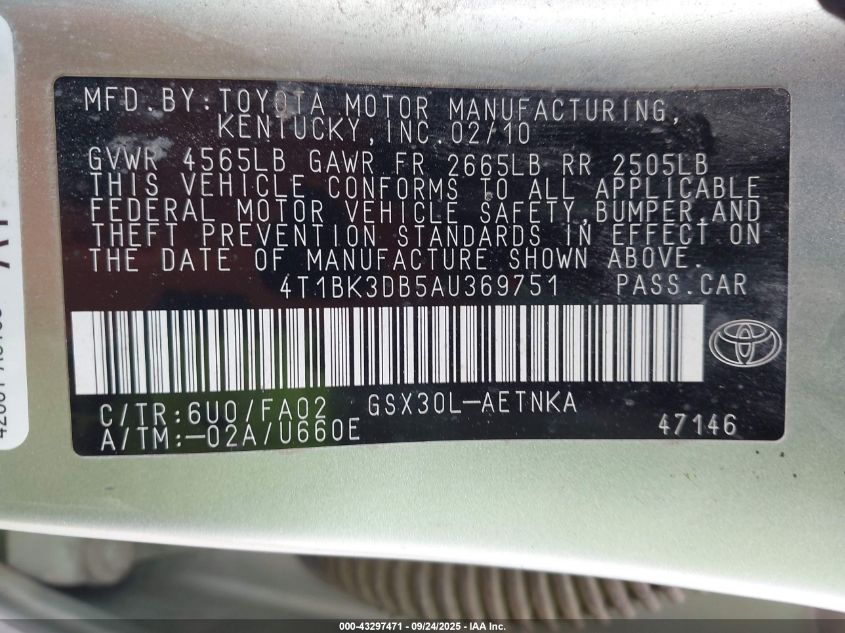 MFD.BY:TOYOTA MOTOR MANUFACTURING,
KENTUCKY,INC.02/10
GVWR 4565LB GAWR FR 2665LB RR 2505LB
THIS VEHICLE CONFORMS TO ALL APPLICABLE
FEDERAL MOTOR VEHICLE SAFETY,BUMPER,AND
THEFT PREVENTION STANDARDS IN EFFECT ON
THE DATE OF MANUFACTURE SHOWN ABOVE.
4T1BK3DB5AU369751 PASS.CAR
C/TR:6U0/FA02 GSX30L-AETNKA
A/TM:-02A/U660E 47146
000-43297471 - 09/24/2025 - IAA Inc.